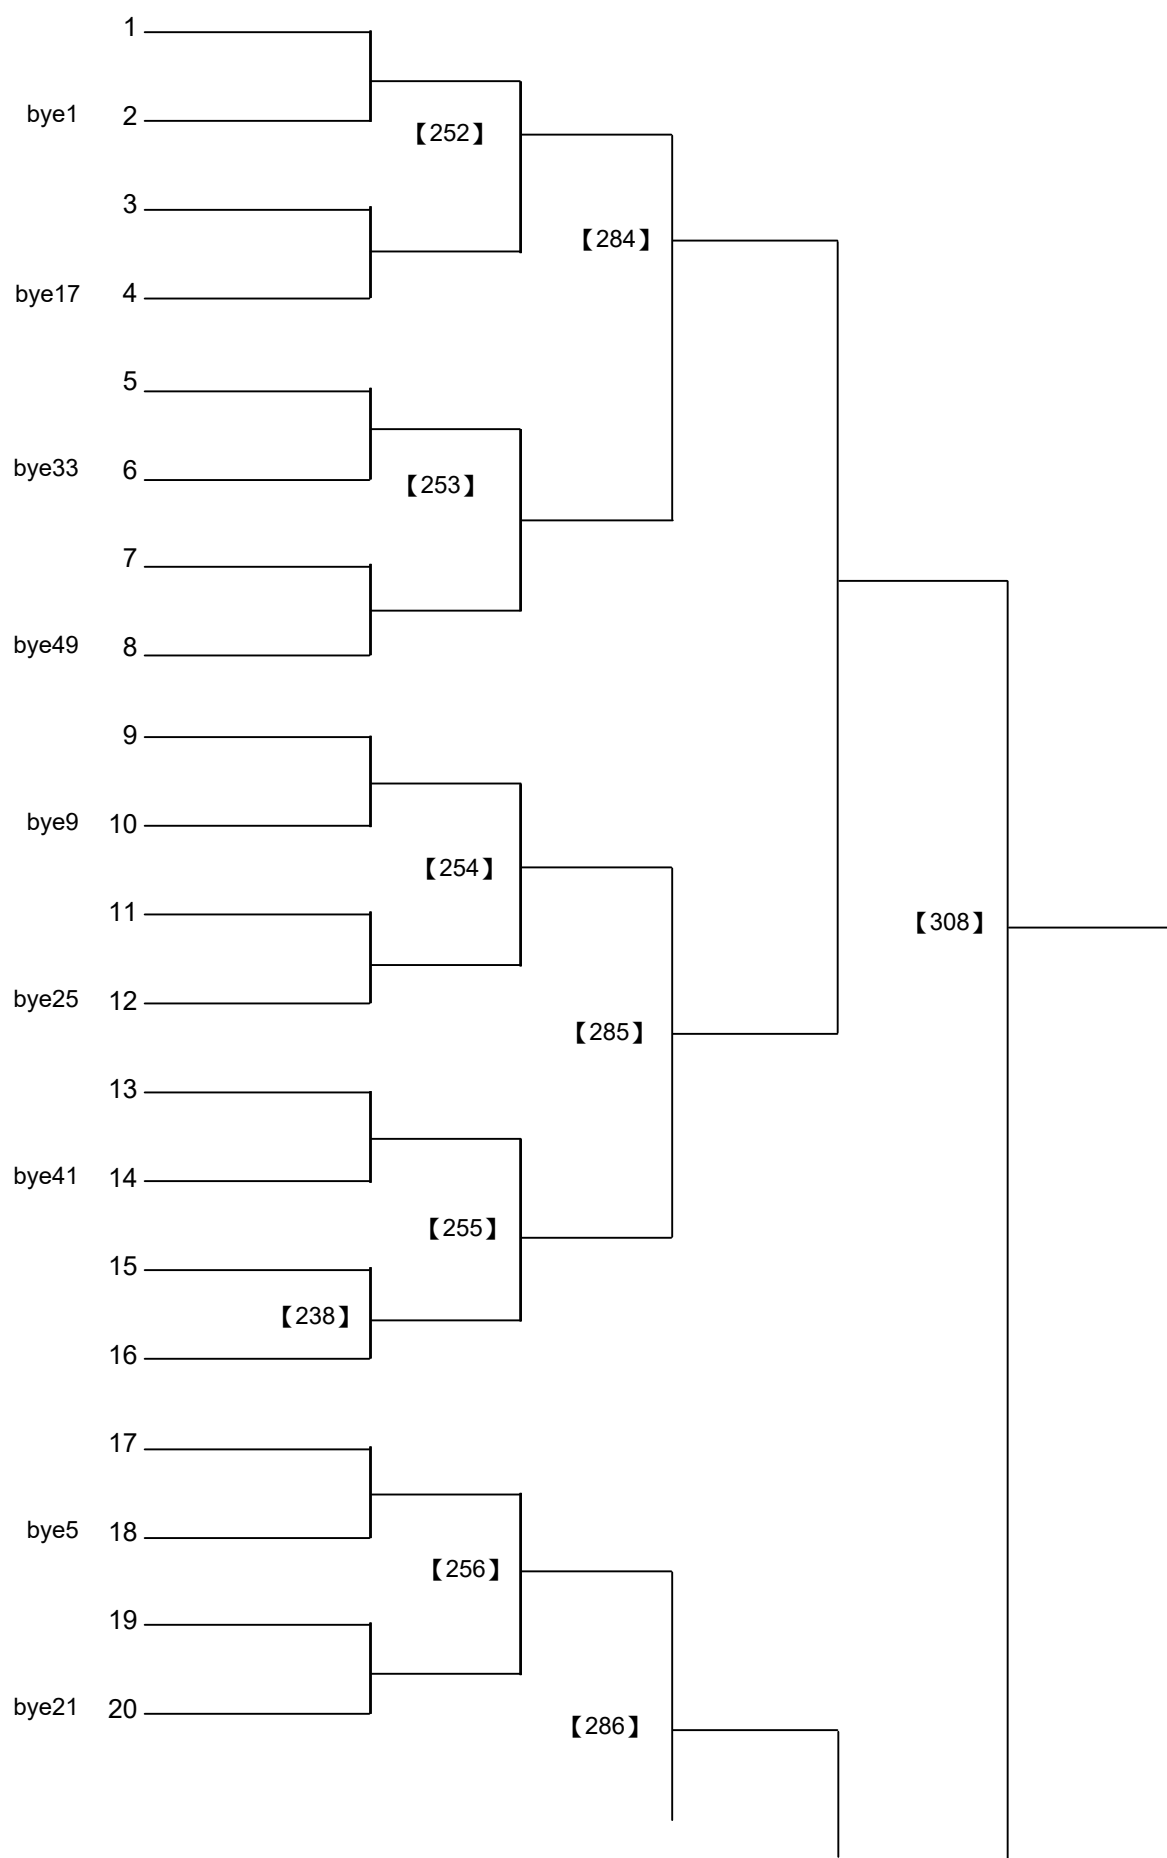 1
bye1 2
【252】
3
【284】
bye17 4
5
bye33 6
【253】
7
bye49 8
9
bye9 10
【254】
11
【308】
bye25 12
【285】
13
bye41 14
【255】
15
【238】
16
17
bye5 18
【256】
19
bye21 20
【286】